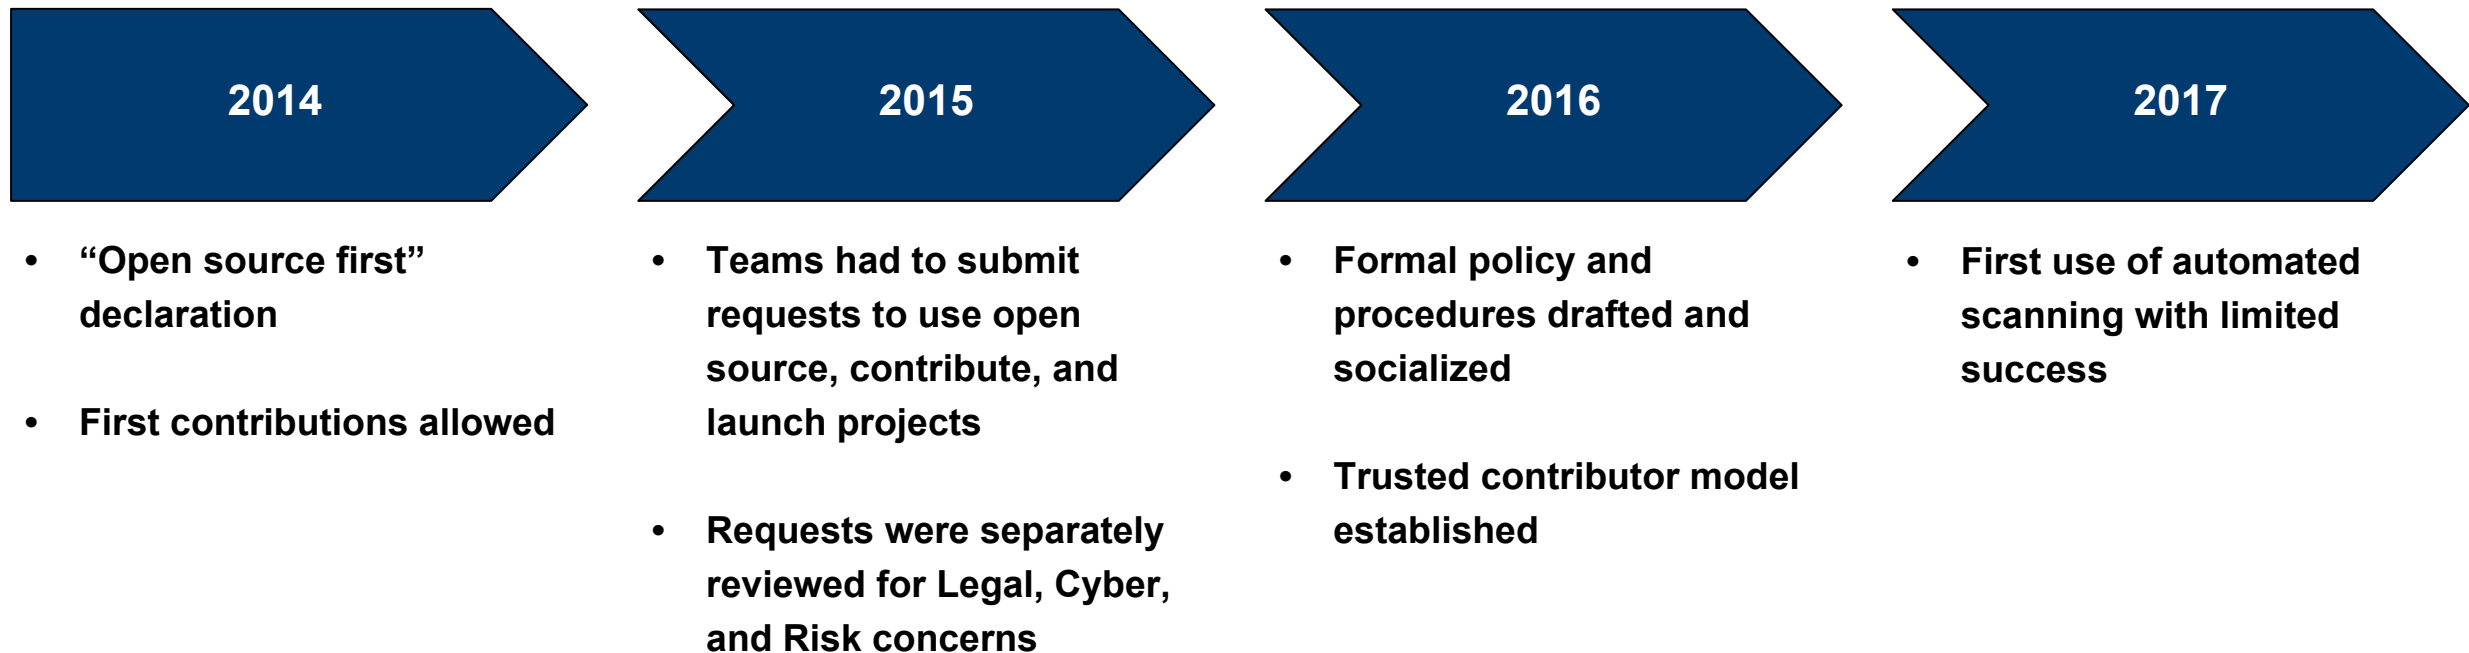 2014
• “Open source first”
declaration
• First contributions allowed
2015
• Teams had to submit
requests to use open
source, contribute, and
launch projects
• Requests were separately
reviewed for Legal, Cyber,
and Risk concerns
2016
• Formal policy and
procedures drafted and
socialized
• Trusted contributor model
established
2017
• First use of automated
scanning with limited
success